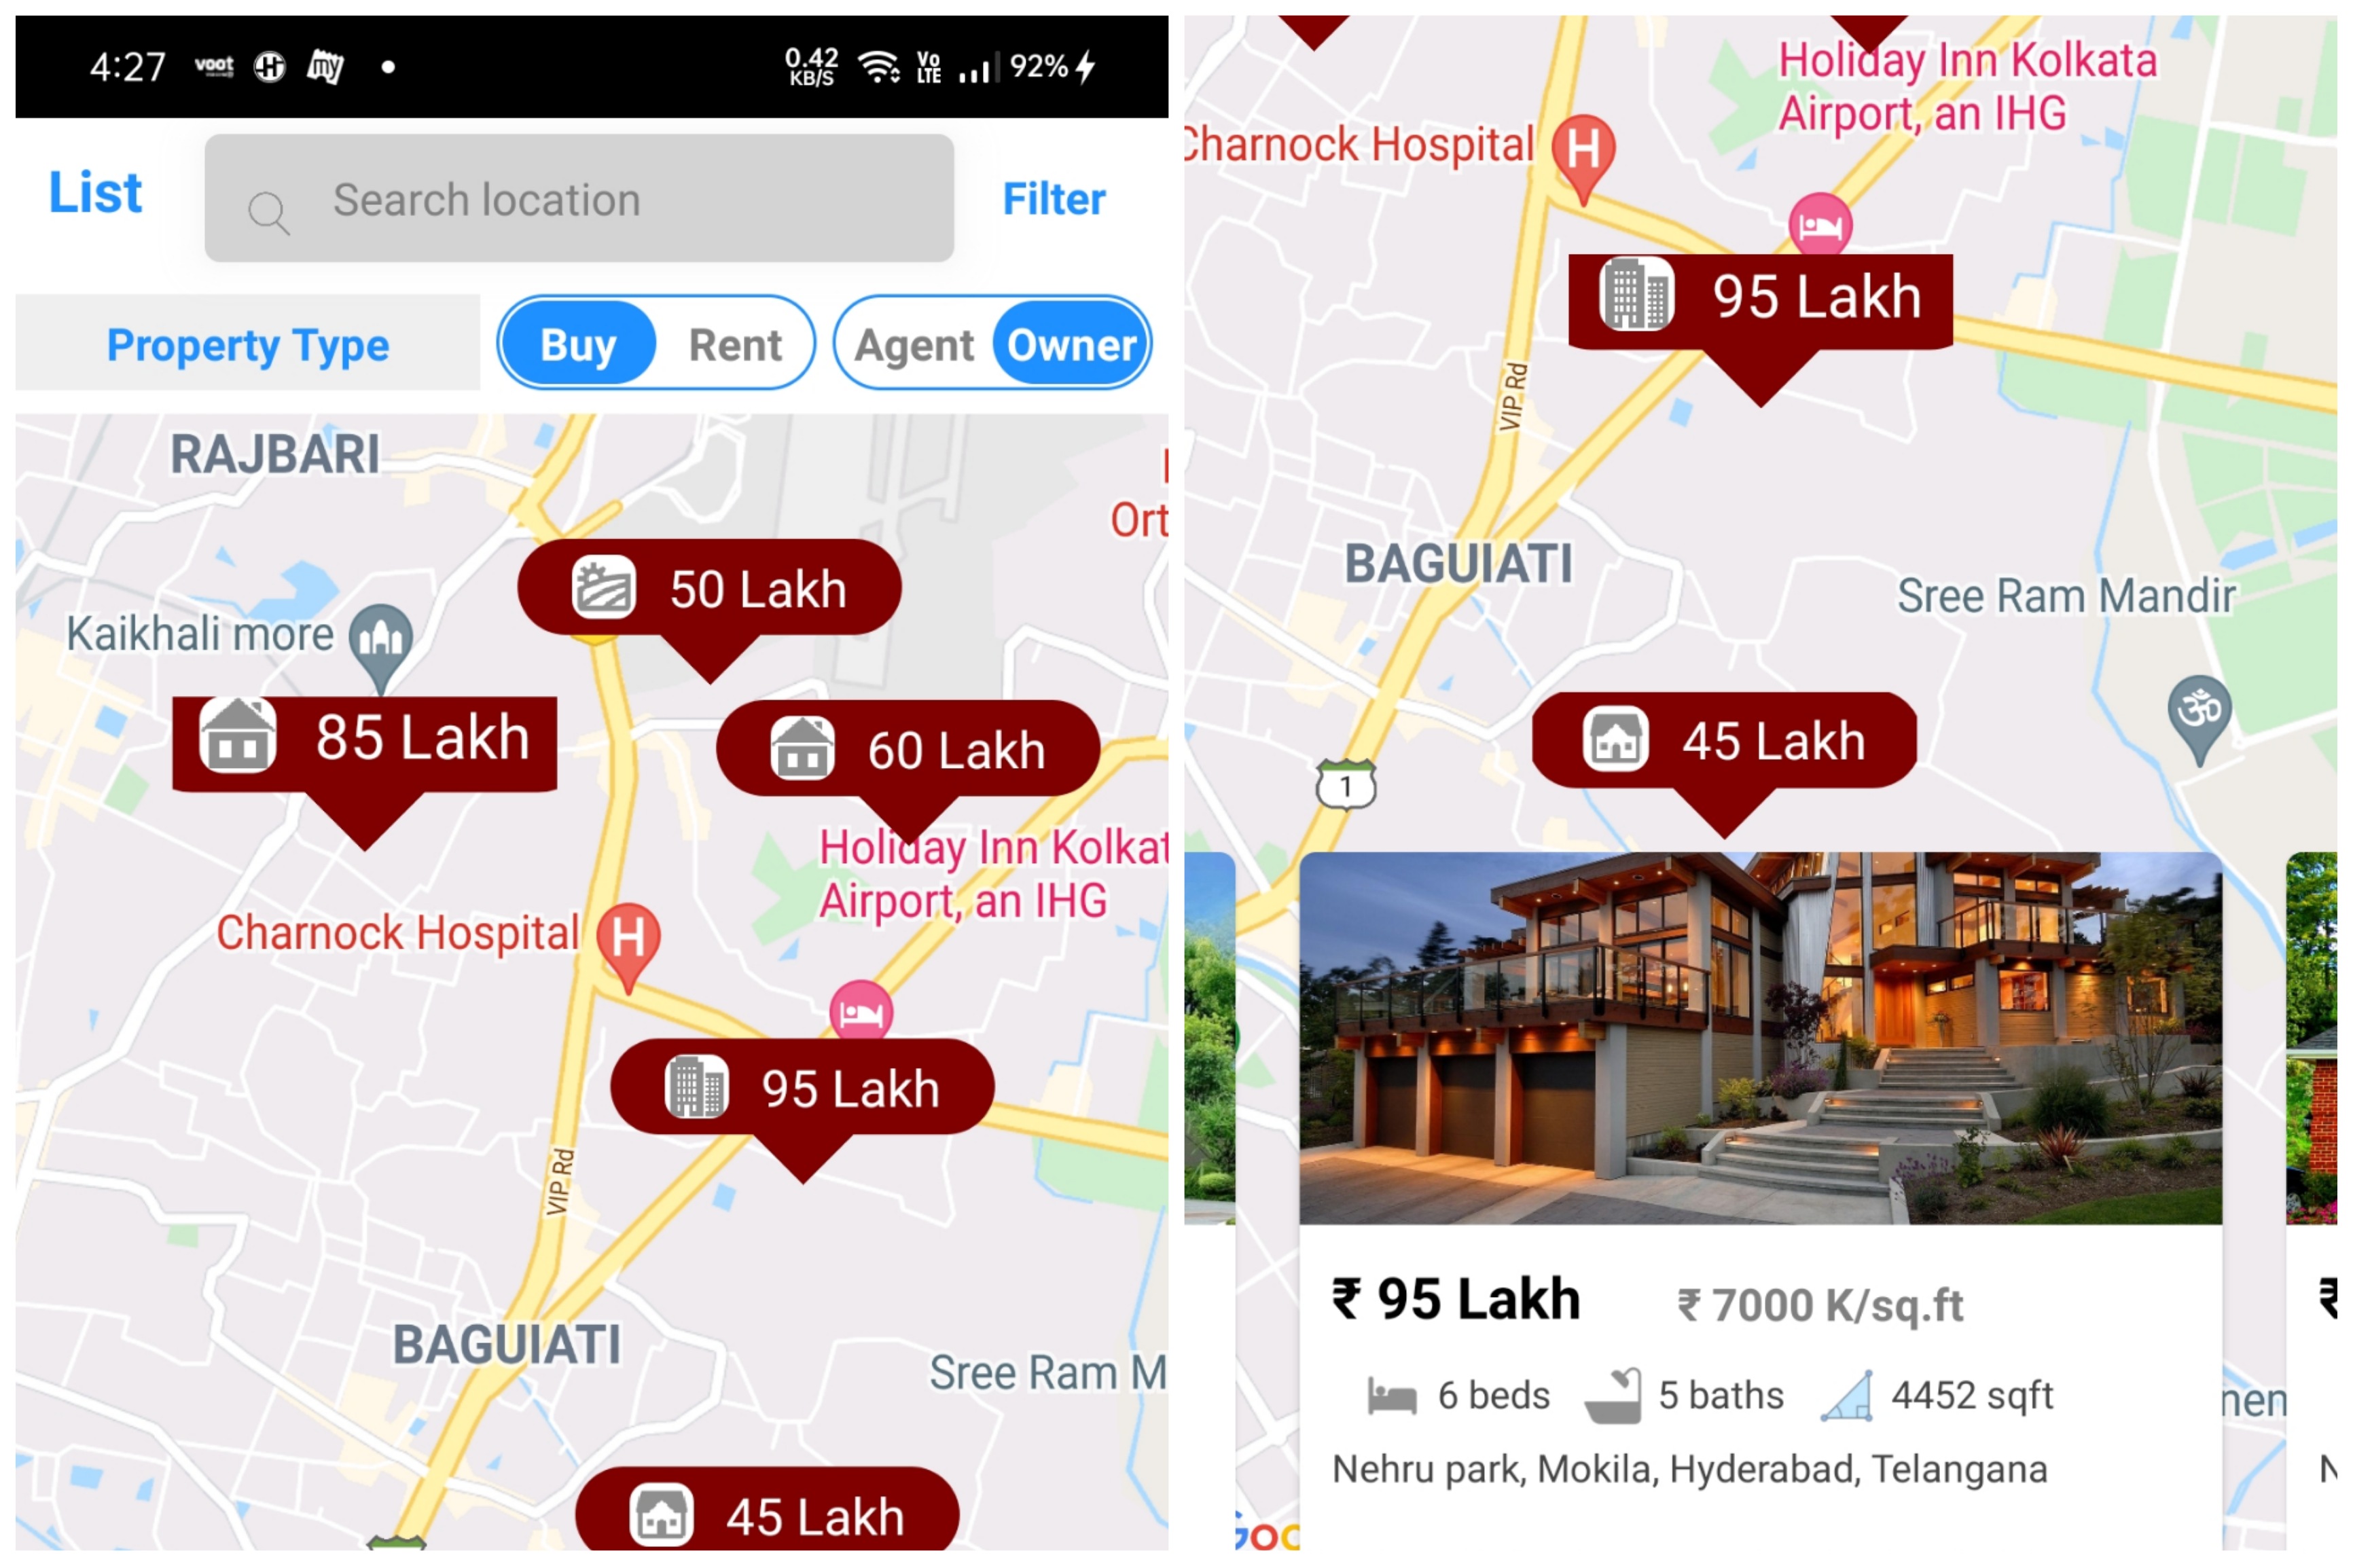 4:27 voot H my 0.42 KB/S Vo LTE 92%
List Search location Filter
Property Type Buy Rent Agent Owner
RAJBARI
Ort
50 Lakh
Kaikhali more
85 Lakh
60 Lakh
Holiday Inn Kolkat
Airport, an IHG
Charnock Hospital H
95 Lakh
VIP Rd
BAGUIATI
Sree Ram M
45 Lakh
Holiday Inn Kolkata
Airport, an IHG
Charnock Hospital H
95 Lakh
VIP Rd
BAGUIATI
Sree Ram Mandir
ॐ
45 Lakh
1
₹ 95 Lakh ₹ 7000 K/sq.ft
₹
6 beds 5 baths 4452 sqft
nen
Nehru park, Mokila, Hyderabad, Telangana
N
Goo